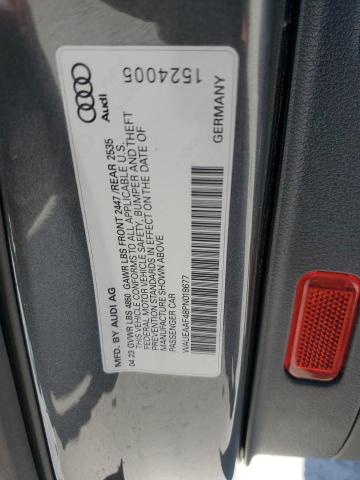 Audi
1524005
MFD. BY AUDI AG
GERMANY
04 23 GVWR LBS 4850 GAWR LBS FRONT 2447 /REAR 2535
THIS VEHICLE CONFORMS TO ALL APPLICABLE U.S.
FEDERAL MOTOR VEHICLE SAFETY, BUMPER AND THEFT
PREVENTION STANDARDS IN EFFECT ON THE DATE OF
MANUFACTURE SHOWN ABOVE
PASSENGER CAR
WAUEAAF48PN018677